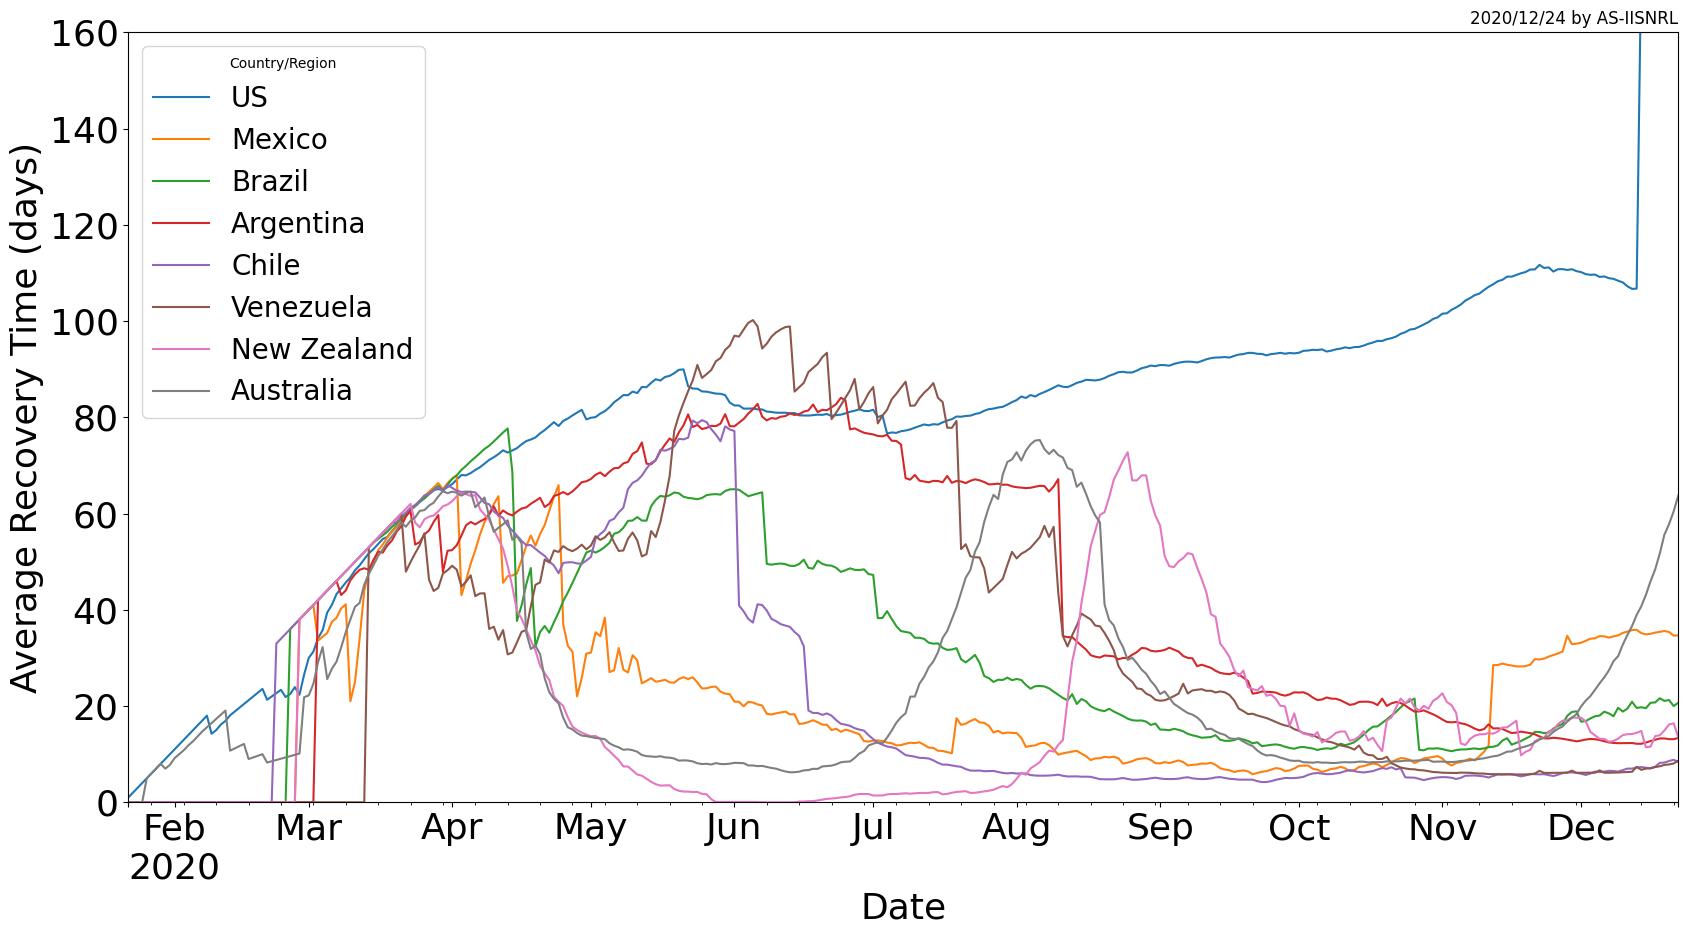 2020/12/24 by AS-IISNRL
Average Recovery Time (days)
160
140
120
100
80
60
40
20
0
Country/Region
US
Mexico
Brazil
Argentina
Chile
Venezuela
New Zealand
Australia
Feb Mar Apr May Jun Jul Aug Sep Oct Nov Dec
2020
Date